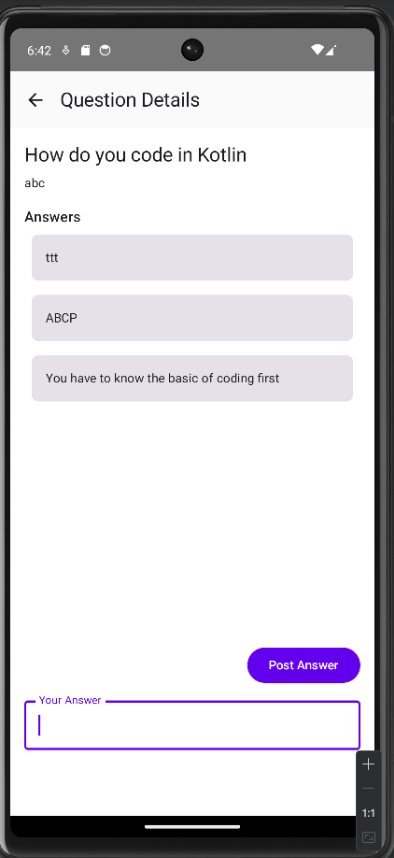 6:42
Question Details
How do you code in Kotlin
abc
Answers
ttt
ABCP
You have to know the basic of coding first
Post Answer
Your Answer
1:1